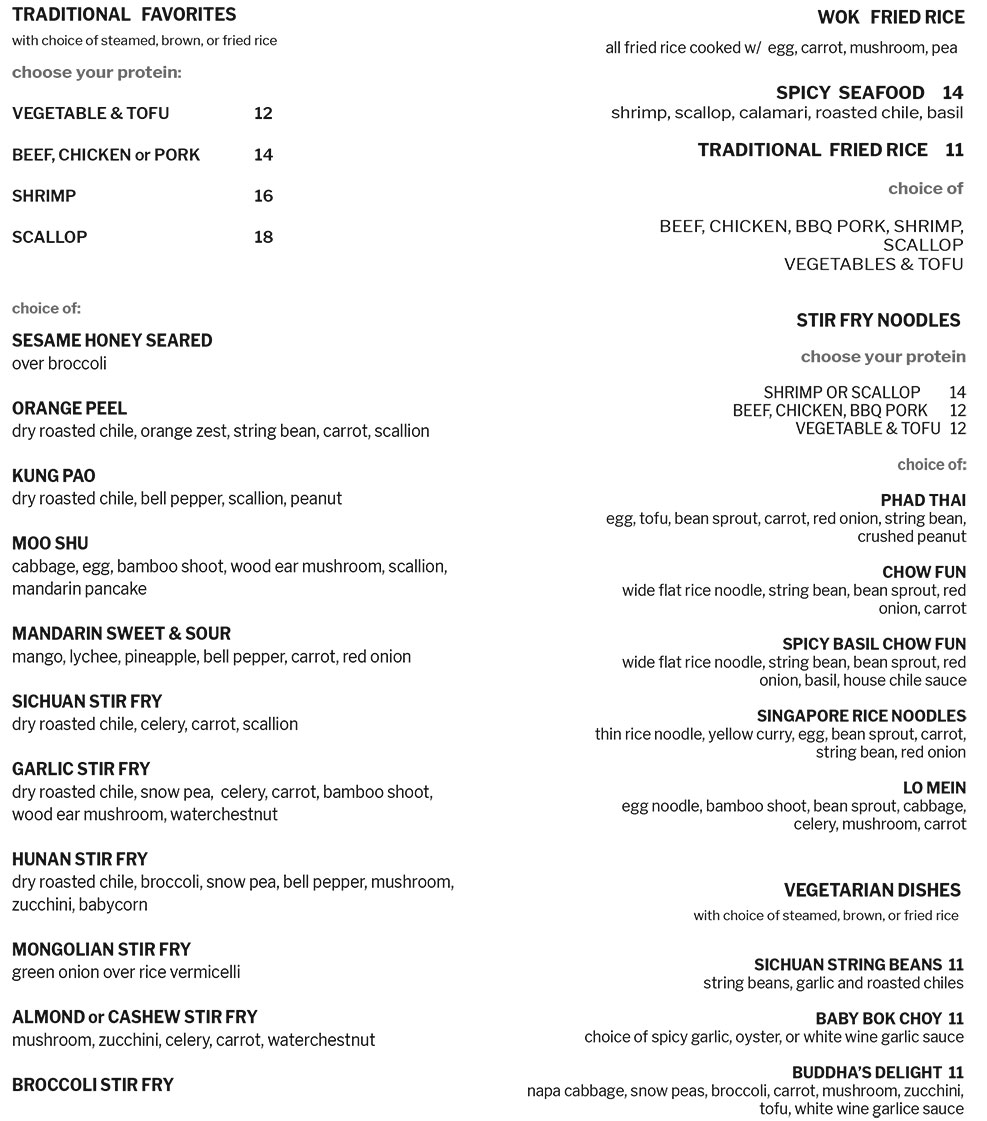 TRADITIONAL FAVORITES
with choice of steamed, brown, or fried rice
choose your protein:
VEGETABLE & TOFU 12
BEEF, CHICKEN or PORK 14
SHRIMP 16
SCALLOP 18
choice of:
SESAME HONEY SEARED
over broccoli
ORANGE PEEL
dry roasted chile, orange zest, string bean, carrot, scallion
KUNG PAO
dry roasted chile, bell pepper, scallion, peanut
MOO SHU
cabbage, egg, bamboo shoot, wood ear mushroom, scallion,
mandarin pancake
MANDARIN SWEET & SOUR
mango, lychee, pineapple, bell pepper, carrot, red onion
SICHUAN STIR FRY
dry roasted chile, celery, carrot, scallion
GARLIC STIR FRY
dry roasted chile, snow pea, celery, carrot, bamboo shoot,
wood ear mushroom, waterchestnut
HUNAN STIR FRY
dry roasted chile, broccoli, snow pea, bell pepper, mushroom,
zucchini, babycorn
MONGOLIAN STIR FRY
green onion over rice vermicelli
ALMOND or CASHEW STIR FRY
mushroom, zucchini, celery, carrot, waterchestnut
BROCCOLI STIR FRY
WOK FRIED RICE
all fried rice cooked w/ egg, carrot, mushroom, pea
SPICY SEAFOOD 14
shrimp, scallop, calamari, roasted chile, basil
TRADITIONAL FRIED RICE 11
choice of
BEEF, CHICKEN, BBQ PORK, SHRIMP,
SCALLOP
VEGETABLES & TOFU
STIR FRY NOODLES
choose your protein
SHRIMP OR SCALLOP 14
BEEF, CHICKEN, BBQ PORK 12
VEGETABLE & TOFU 12
choice of:
PHAD THAI
egg, tofu, bean sprout, carrot, red onion, string bean,
crushed peanut
CHOW FUN
wide flat rice noodle, string bean, bean sprout, red
onion, carrot
SPICY BASIL CHOW FUN
wide flat rice noodle, string bean, bean sprout, red
onion, basil, house chile sauce
SINGAPORE RICE NOODLES
thin rice noodle, yellow curry, egg, bean sprout, carrot,
string bean, red onion
LO MEIN
egg noodle, bamboo shoot, bean sprout, cabbage,
celery, mushroom, carrot
VEGETARIAN DISHES
with choice of steamed, brown, or fried rice
SICHUAN STRING BEANS 11
string beans, garlic and roasted chiles
BABY BOK CHOY 11
choice of spicy garlic, oyster, or white wine garlic sauce
BUDDHA'S DELIGHT 11
napa cabbage, snow peas, broccoli, carrot, mushroom, zucchini,
tofu, white wine garlice sauce